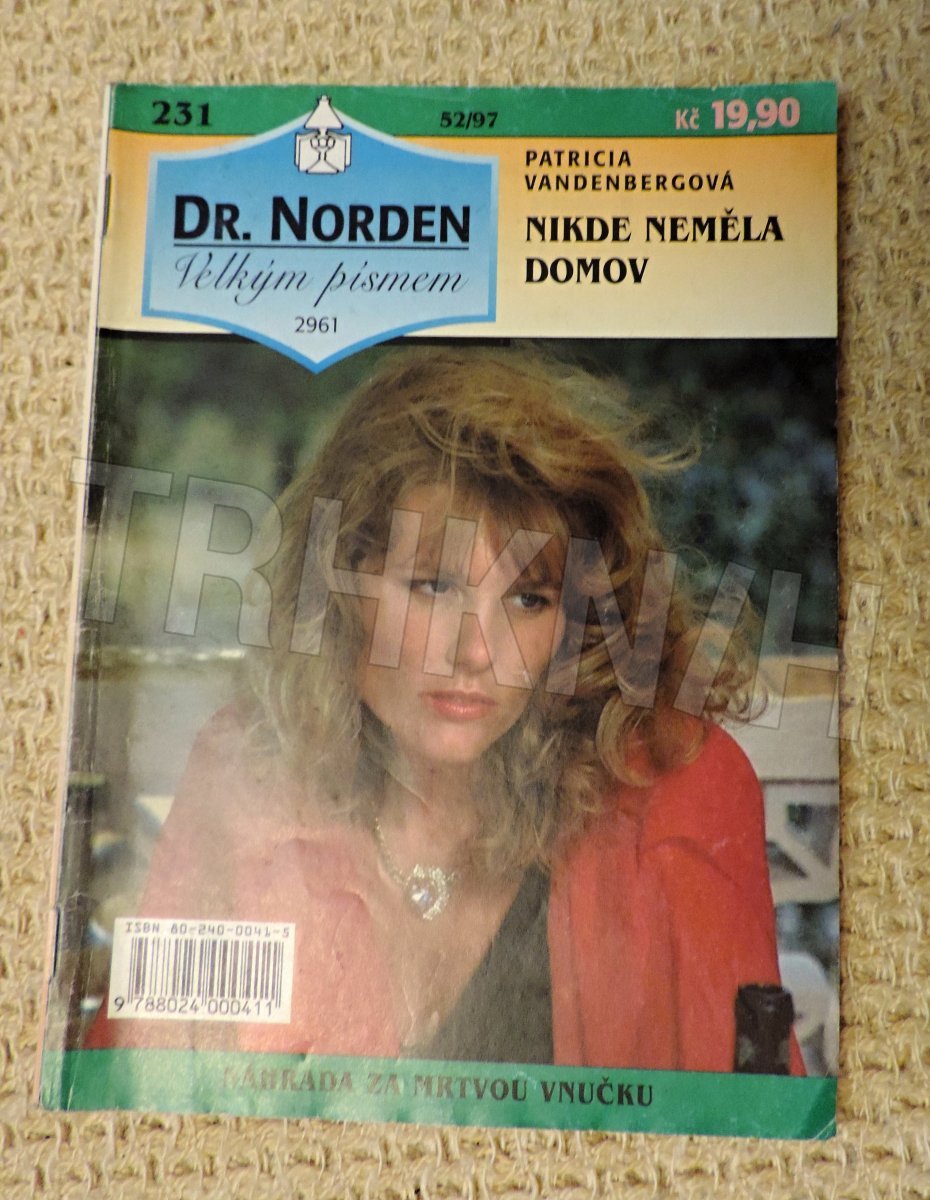 231
52/97
Kč 19,90
DR. NORDEN
Velkým písmem
2961
PATRICIA
VANDENBERGOVÁ
NIKDE NEMĚLA
DOMOV
TRHKNIH
ISBN 80-240-0041-5
9 788024 000411
NÁHRADA ZA MRTVOU VNUČKU